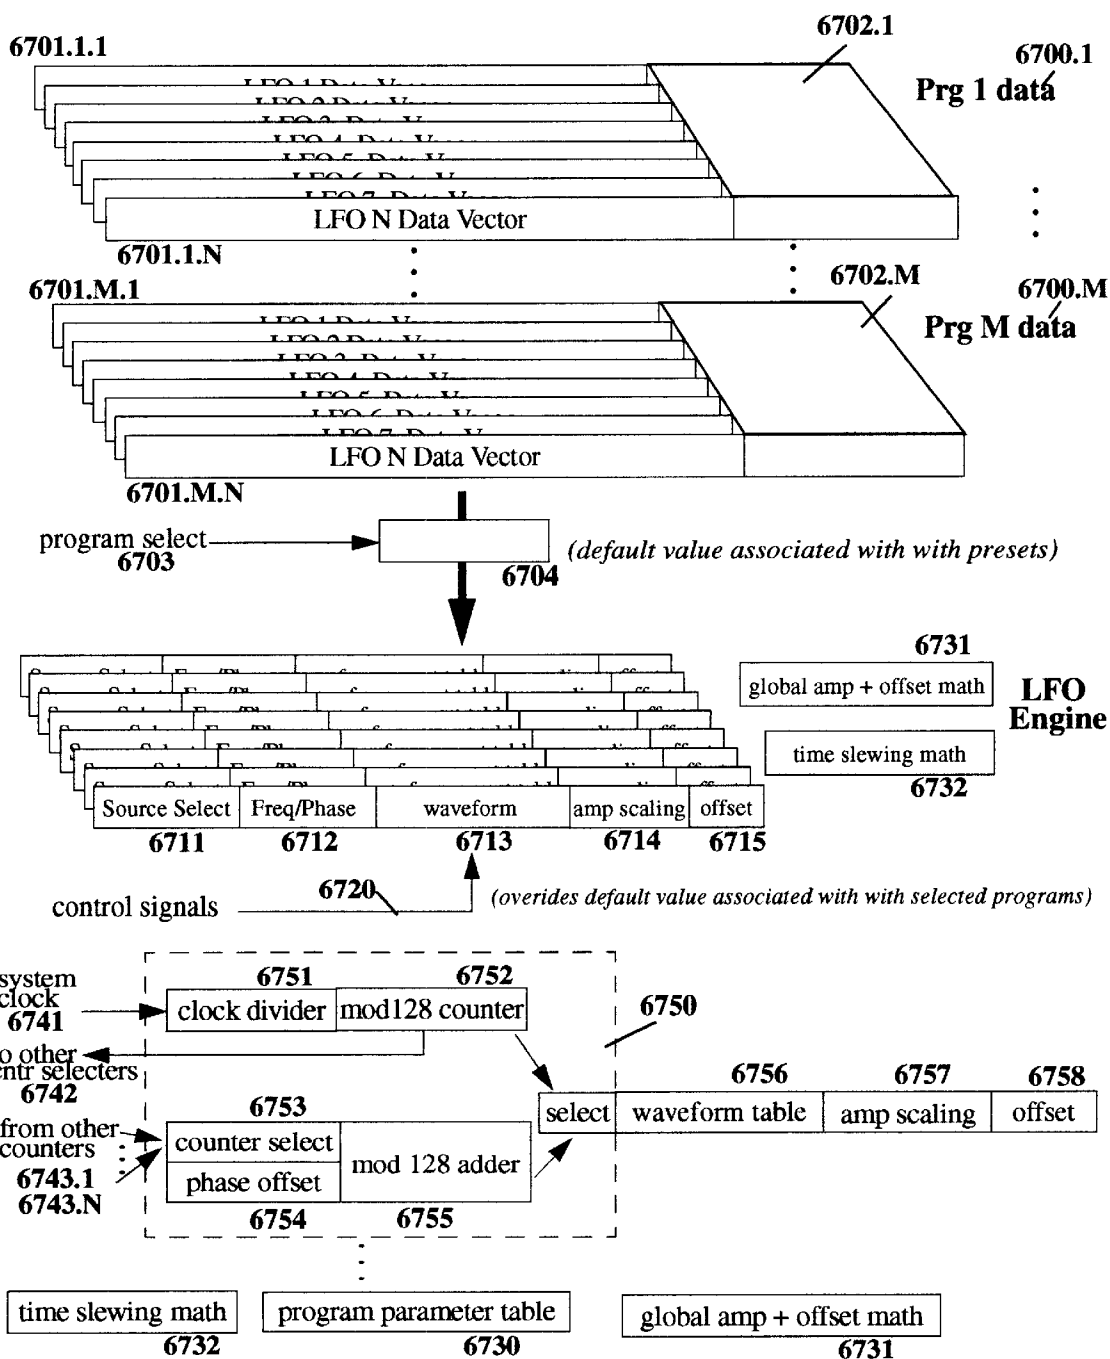 6702.1
6701.1.1
6700.1
Prg 1 data
LFO N Data Vector
6701.1.N
6702.M
6701.M.1
6700.M
Prg M data
LFO N Data Vector
6701.M.N
program select
6703
6704
(default value associated with with presets)
6731
global amp + offset math
LFO
Engine
time slewing math
6732
Source Select
Freq/Phase
waveform
amp scaling
offset
6711
6712
6713
6714
6715
6720
control signals
(overides default value associated with with selected programs)
system
clock
6741
6751
6752
clock divider
mod128 counter
6750
o other
ntr selecters
6742
6753
6756
6757
6758
select
waveform table
amp scaling
offset
from other
counters
counter select
mod 128 adder
phase offset
6743.1
6743.N
6754
6755
time slewing math
program parameter table
global amp + offset math
6732
6730
6731